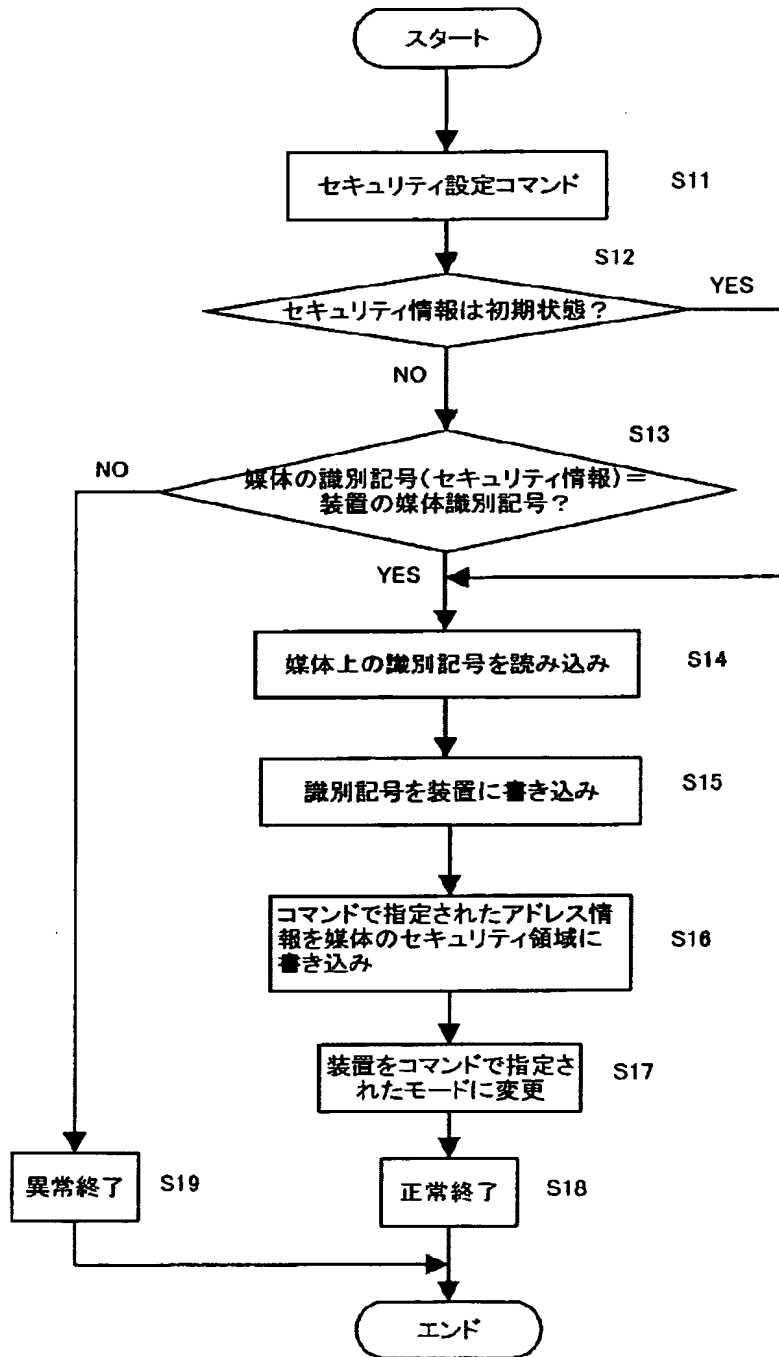 スタート
セキュリティ設定コマンド
S11
S12
セキュリティ情報は初期状態？
YES
NO
S13
NO
媒体の識別記号(セキュリティ情報)＝
装置の媒体識別記号？
YES
媒体上の識別記号を読み込み
S14
識別記号を装置に書き込み
S15
コマンドで指定されたアドレス情
報を媒体のセキュリティ領域に
書き込み
S16
装置をコマンドで指定さ
れたモードに変更
S17
異常終了
S19
正常終了
S18
エンド